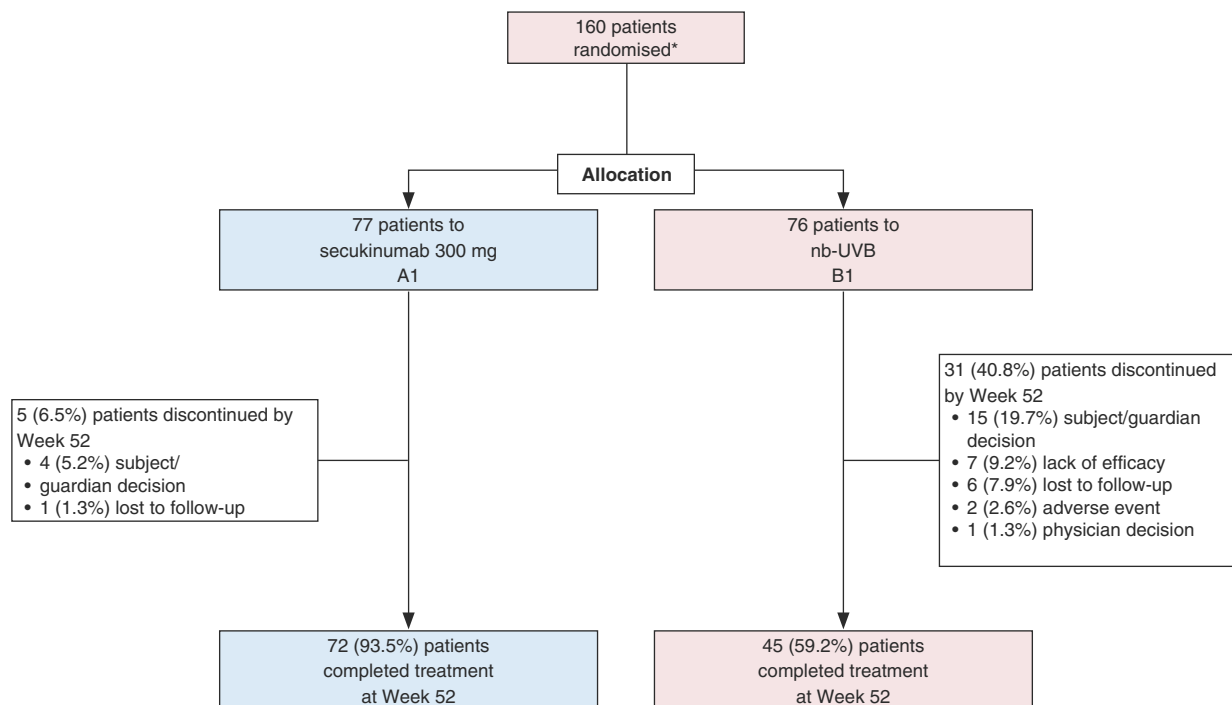 160 patients
randomised*
Allocation
77 patients to
secukinumab 300 mg
A1
76 patients to
nb-UVB
B1
5 (6.5%) patients discontinued by
Week 52
• 4 (5.2%) subject/
• guardian decision
• 1 (1.3%) lost to follow-up
31 (40.8%) patients discontinued
by Week 52
• 15 (19.7%) subject/guardian
decision
• 7 (9.2%) lack of efficacy
• 6 (7.9%) lost to follow-up
• 2 (2.6%) adverse event
• 1 (1.3%) physician decision
72 (93.5%) patients
completed treatment
at Week 52
45 (59.2%) patients
completed treatment
at Week 52